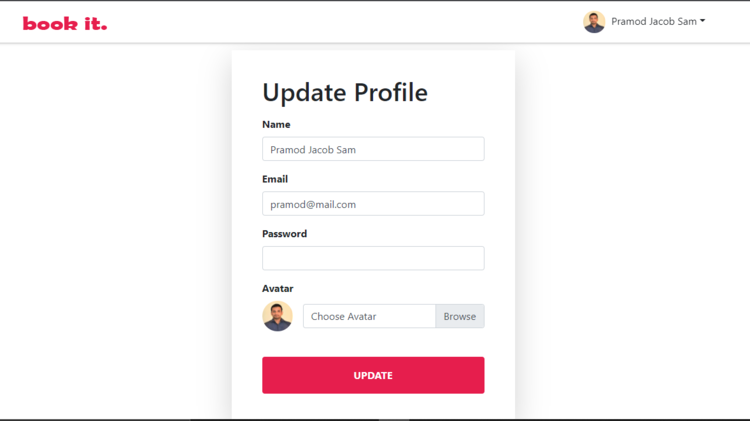 book it.
Pramod Jacob Sam
Update Profile
Name
Pramod Jacob Sam
Email
pramod@mail.com
Password
Avatar
Choose Avatar Browse
UPDATE